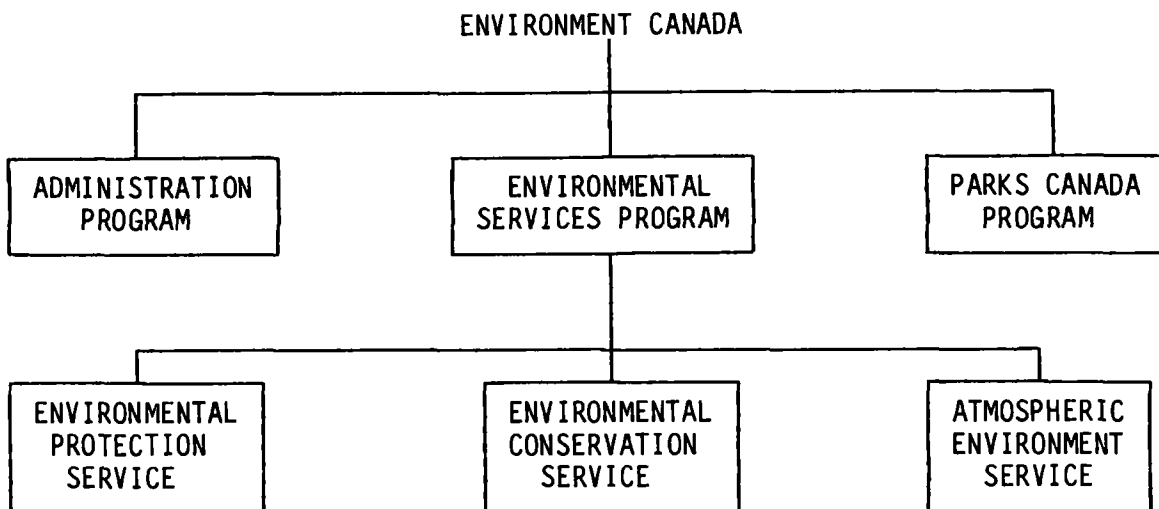 ENVIRONMENT CANADA
ADMINISTRATION
PROGRAM
ENVIRONMENTAL
SERVICES PROGRAM
PARKS CANADA
PROGRAM
ENVIRONMENTAL
PROTECTION
SERVICE
ENVIRONMENTAL
CONSERVATION
SERVICE
ATMOSPHERIC
ENVIRONMENT
SERVICE